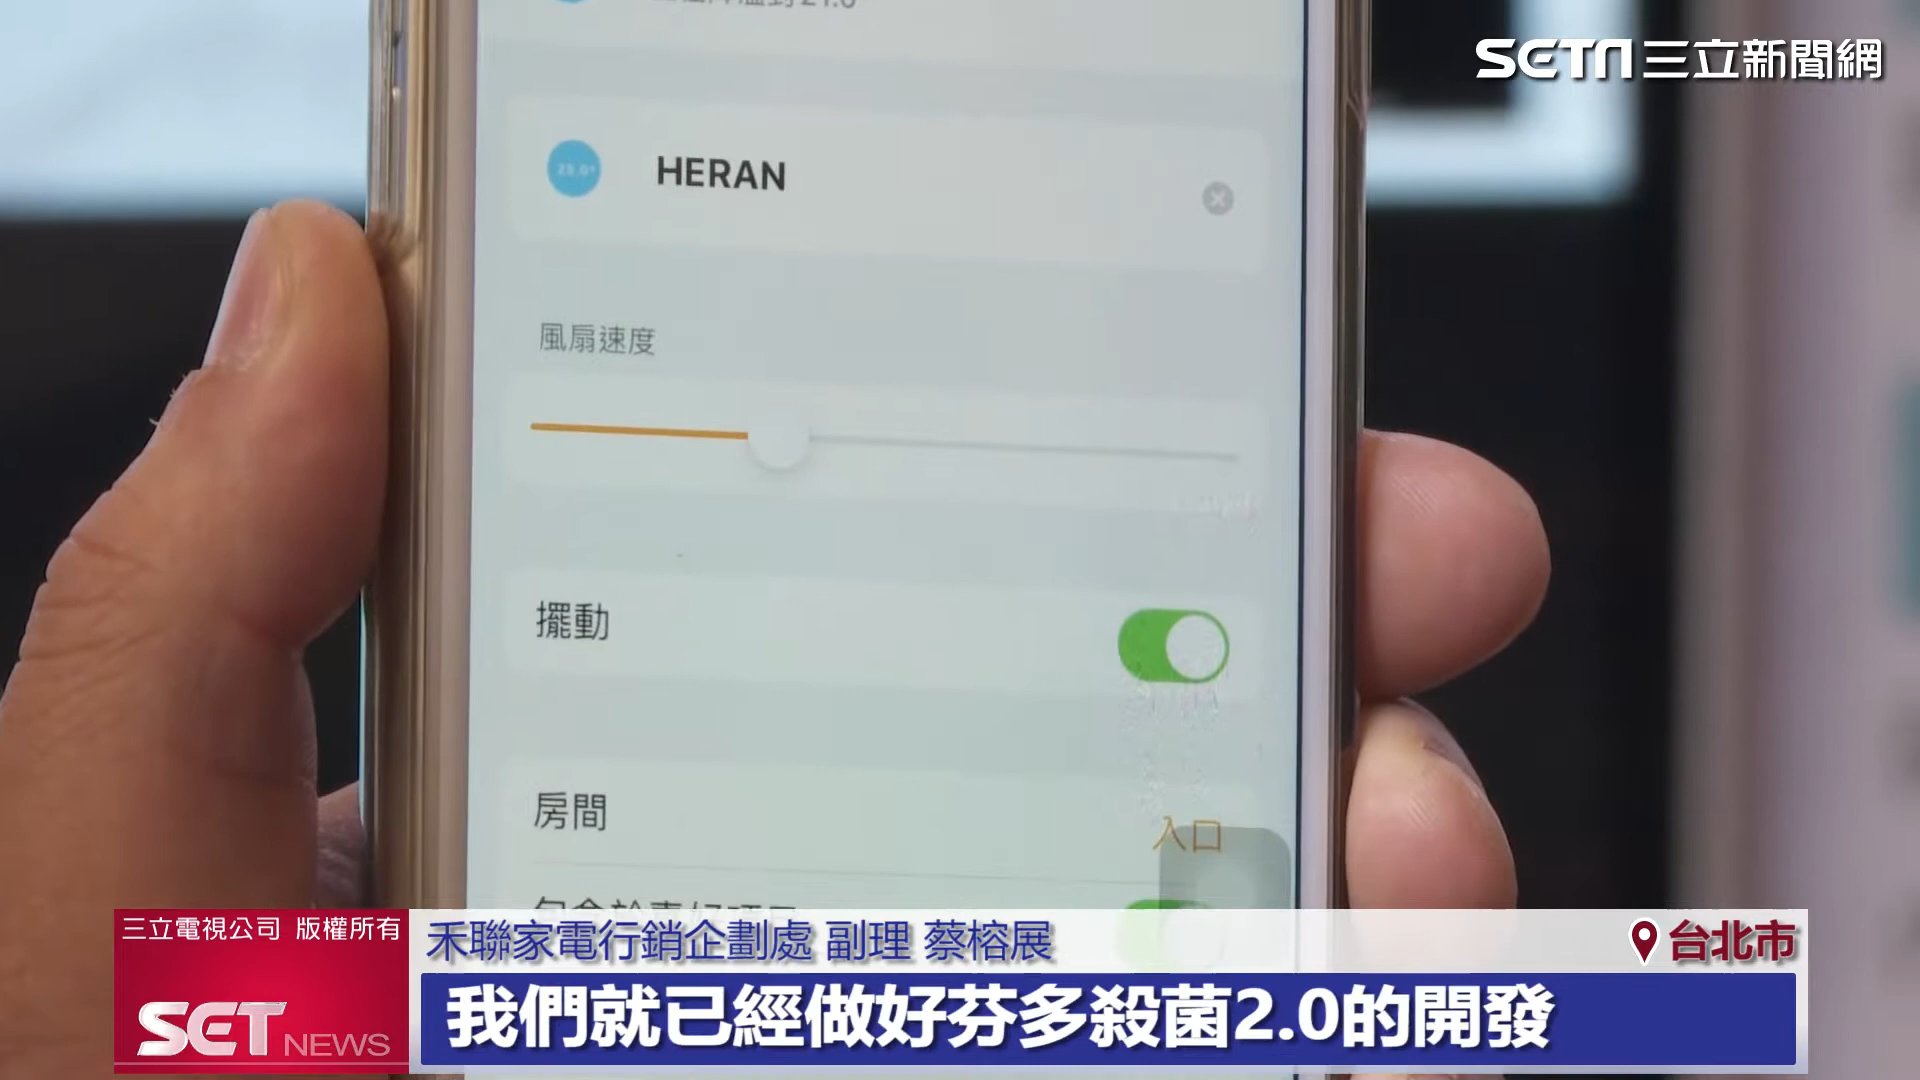 SETN三立新聞網
HERAN
風扇速度
擺動
房間
入口
三立電視公司 版權所有
禾聯家電行銷企劃處 副理 蔡榕展
台北市
SET NEWS
我們就已經做好芬多殺菌2.0的開發